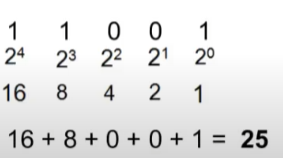 1 1 0 0 1
2⁴ 2³ 2² 2¹ 2⁰
16 8 4 2 1
16 + 8 + 0 + 0 + 1 = 25